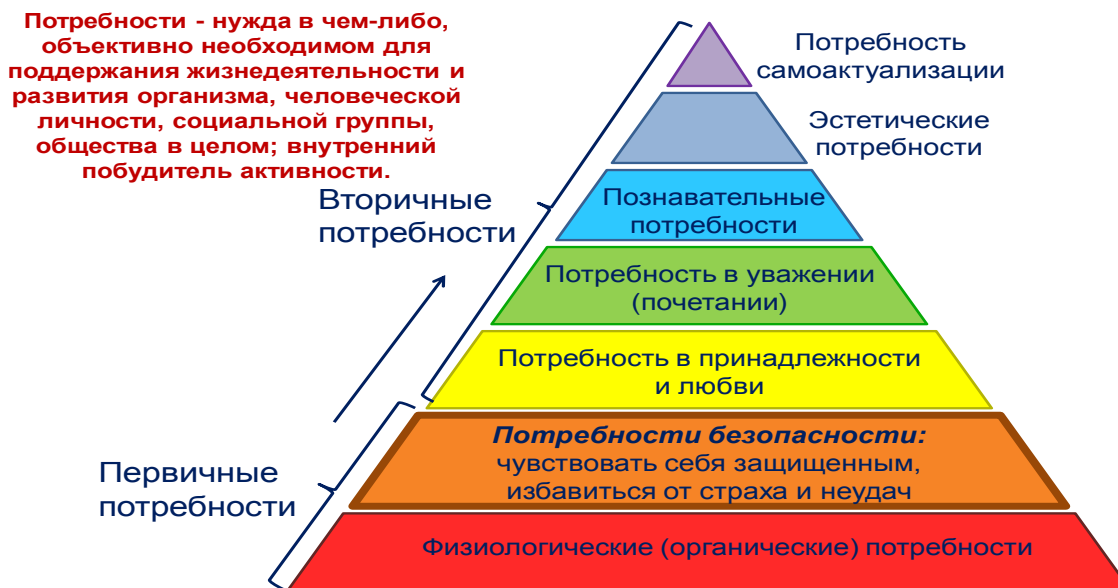 Потребности - нужда в чем-либо,
объективно необходимом для
поддержания жизнедеятельности и
развития организма, человеческой
личности, социальной группы,
общества в целом; внутренний
побудитель активности.
Потребность
самоактуализации
Эстетические
потребности
Вторичные
потребности
Познавательные
потребности
Потребность в уважении
(почетании)
Потребность в принадлежности
и любви
Первичные
потребности
Потребности безопасности:
чувствовать себя защищенным,
избавиться от страха и неудач
Физиологические (органические) потребности